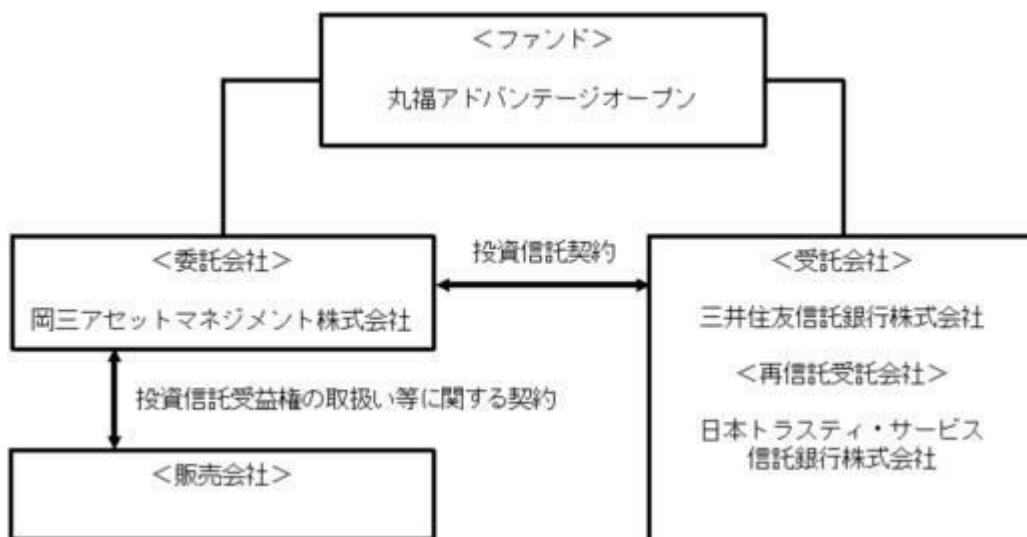 ＜ファンド＞
丸福アドバンテージオープン
＜委託会社＞
岡三アセットマネジメント株式会社
投資信託契約
＜受託会社＞
三井住友信託銀行株式会社
＜再信託受託会社＞
日本トラスティ・サービス
信託銀行株式会社
投資信託受益権の取扱い等に関する契約
＜販売会社＞